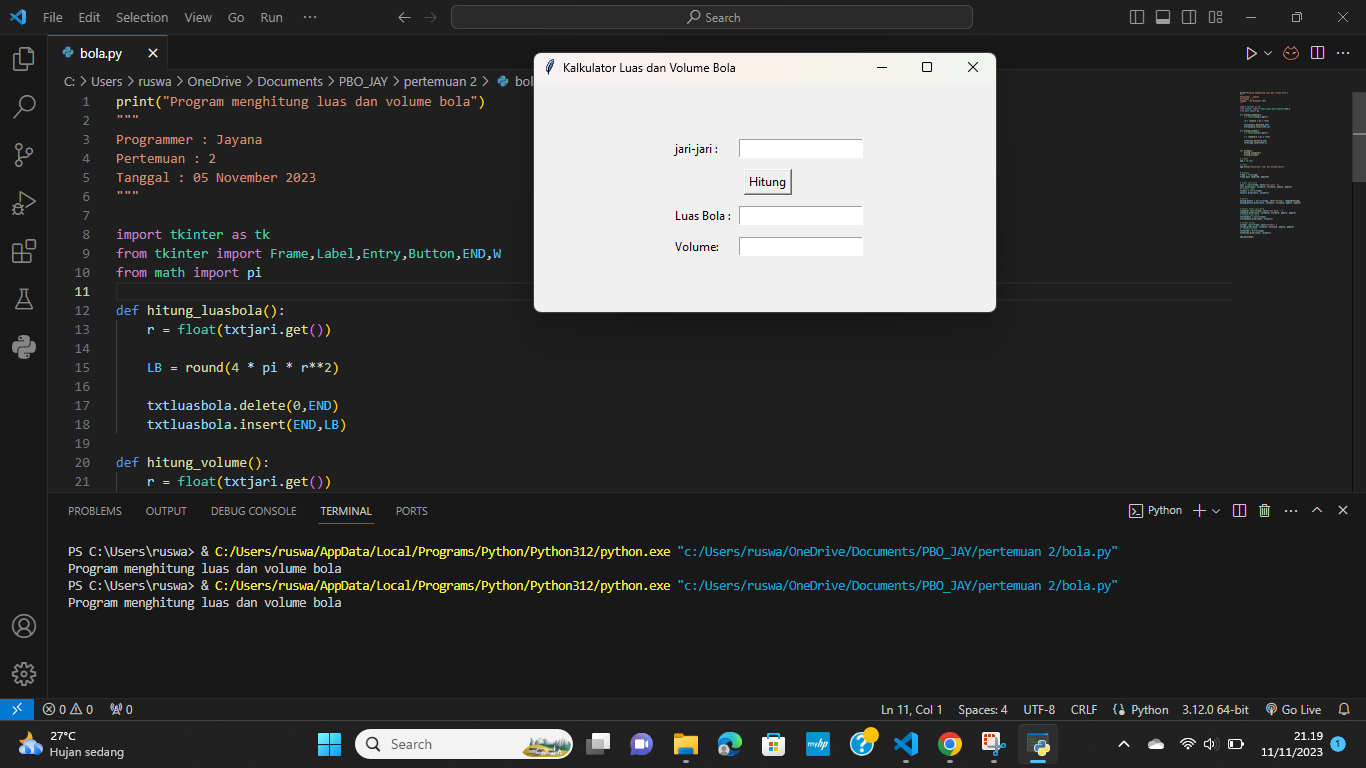 File Edit Selection View Go Run ···
Search
bola.py
C: > Users > ruswa > OneDrive > Documents > PBO_JAY > pertemuan 2 > bol
1 print("Program menghitung luas dan volume bola")
2 """
3 Programmer : Jayana
4 Pertemuan : 2
5 Tanggal : 05 November 2023
6 """
7
8 import tkinter as tk
9 from tkinter import Frame,Label,Entry,Button,END,W
10 from math import pi
11
12 def hitung_luasbola():
13 r = float(txtjari.get())
14
15 LB = round(4 * pi * r**2)
16
17 txtluasbola.delete(0,END)
18 txtluasbola.insert(END,LB)
19
20 def hitung_volume():
21 r = float(txtjari.get())
Kalkulator Luas dan Volume Bola
jari-jari :
Hitung
Luas Bola :
Volume:
PROBLEMS OUTPUT DEBUG CONSOLE TERMINAL PORTS
Python
PS C:\Users\ruswa> & C:/Users/ruswa/AppData/Local/Programs/Python/Python312/python.exe "c:/Users/ruswa/OneDrive/Documents/PBO_JAY/pertemuan 2/bola.py"
Program menghitung luas dan volume bola
PS C:\Users\ruswa> & C:/Users/ruswa/AppData/Local/Programs/Python/Python312/python.exe "c:/Users/ruswa/OneDrive/Documents/PBO_JAY/pertemuan 2/bola.py"
Program menghitung luas dan volume bola
0 0 0 Ln 11, Col 1 Spaces: 4 UTF-8 CRLF Python 3.12.0 64-bit Go Live
27°C
Hujan sedang
Search
myhp
21.19
11/11/2023
1